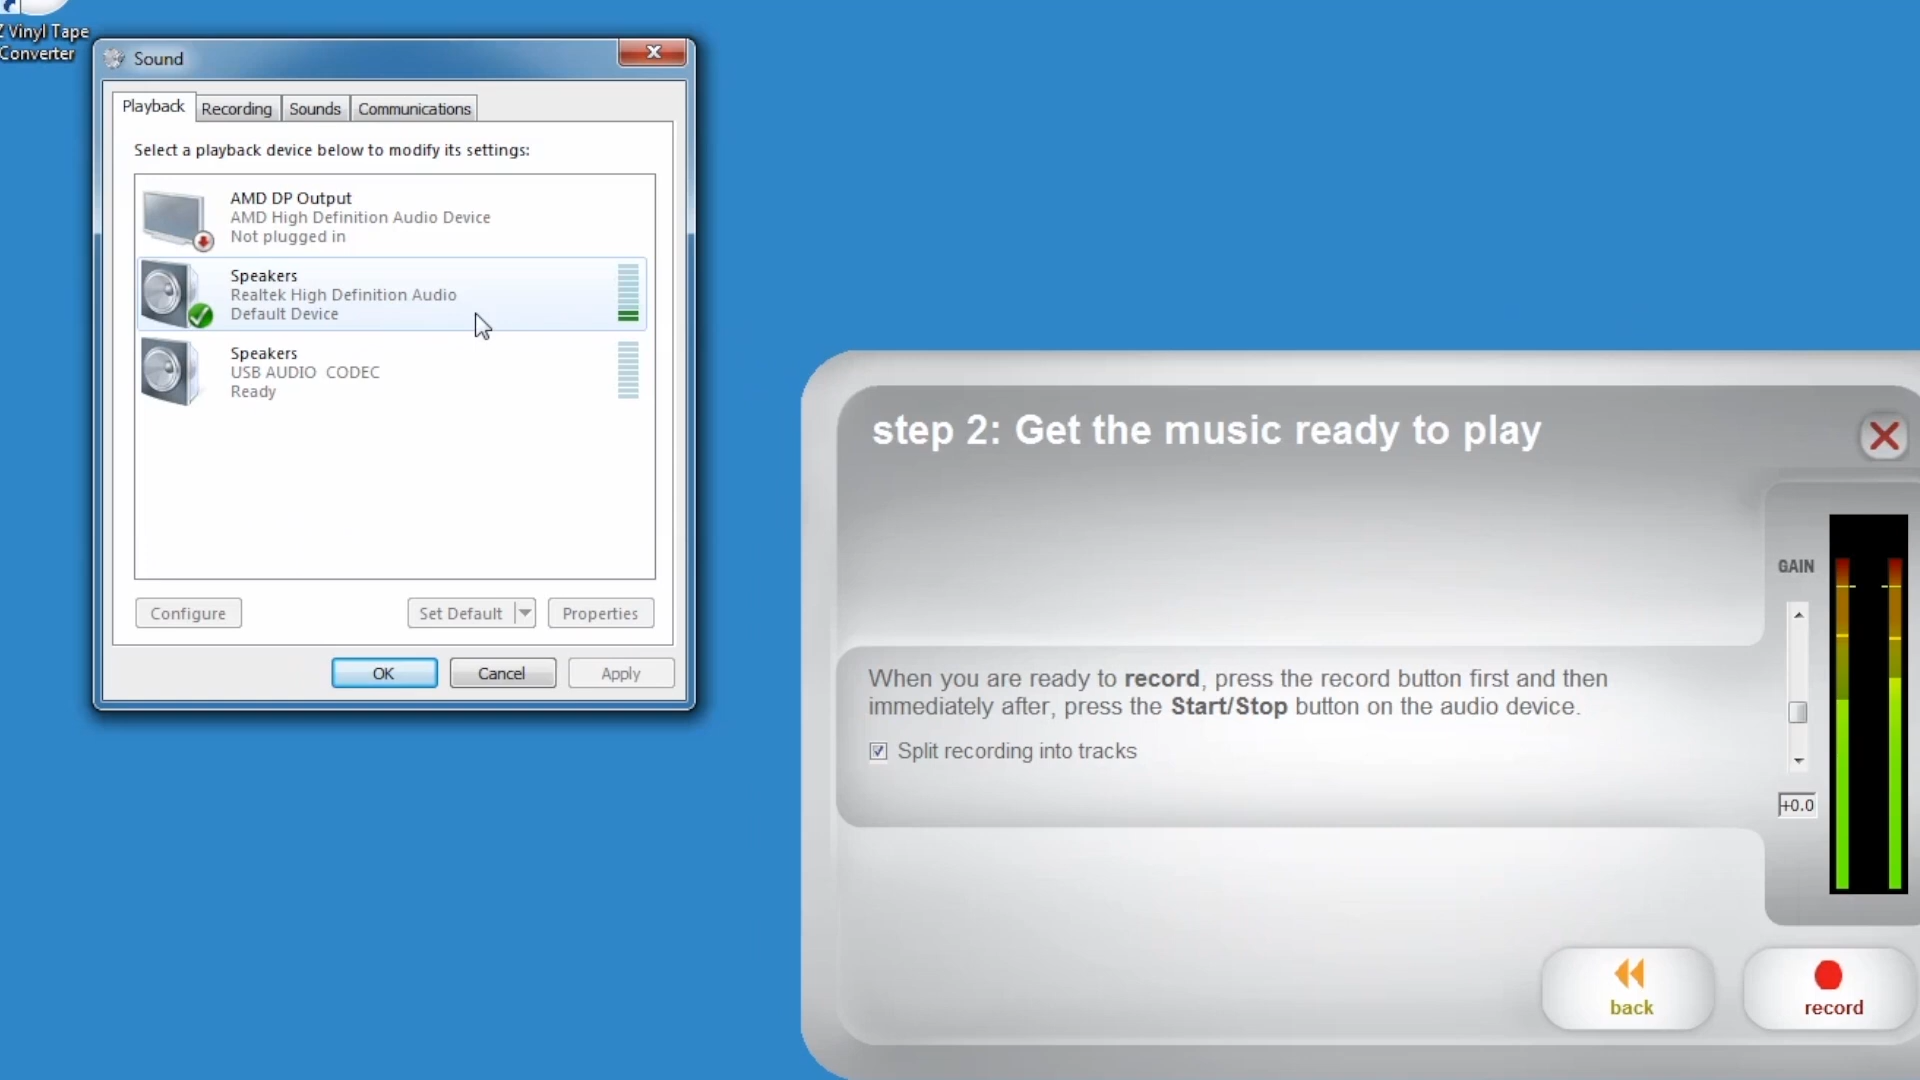 Z Vinyl Tape
Converter
Sound
Playback
Recording
Sounds
Communications
Select a playback device below to modify its settings:
AMD DP Output
AMD High Definition Audio Device
Not plugged in
Speakers
Realtek High Definition Audio
Default Device
Speakers
USB AUDIO CODEC
Ready
Configure
Set Default
Properties
OK
Cancel
Apply
step 2: Get the music ready to play
GAIN
When you are ready to record, press the record button first and then
immediately after, press the Start/Stop button on the audio device.
Split recording into tracks
+0.0
back
record